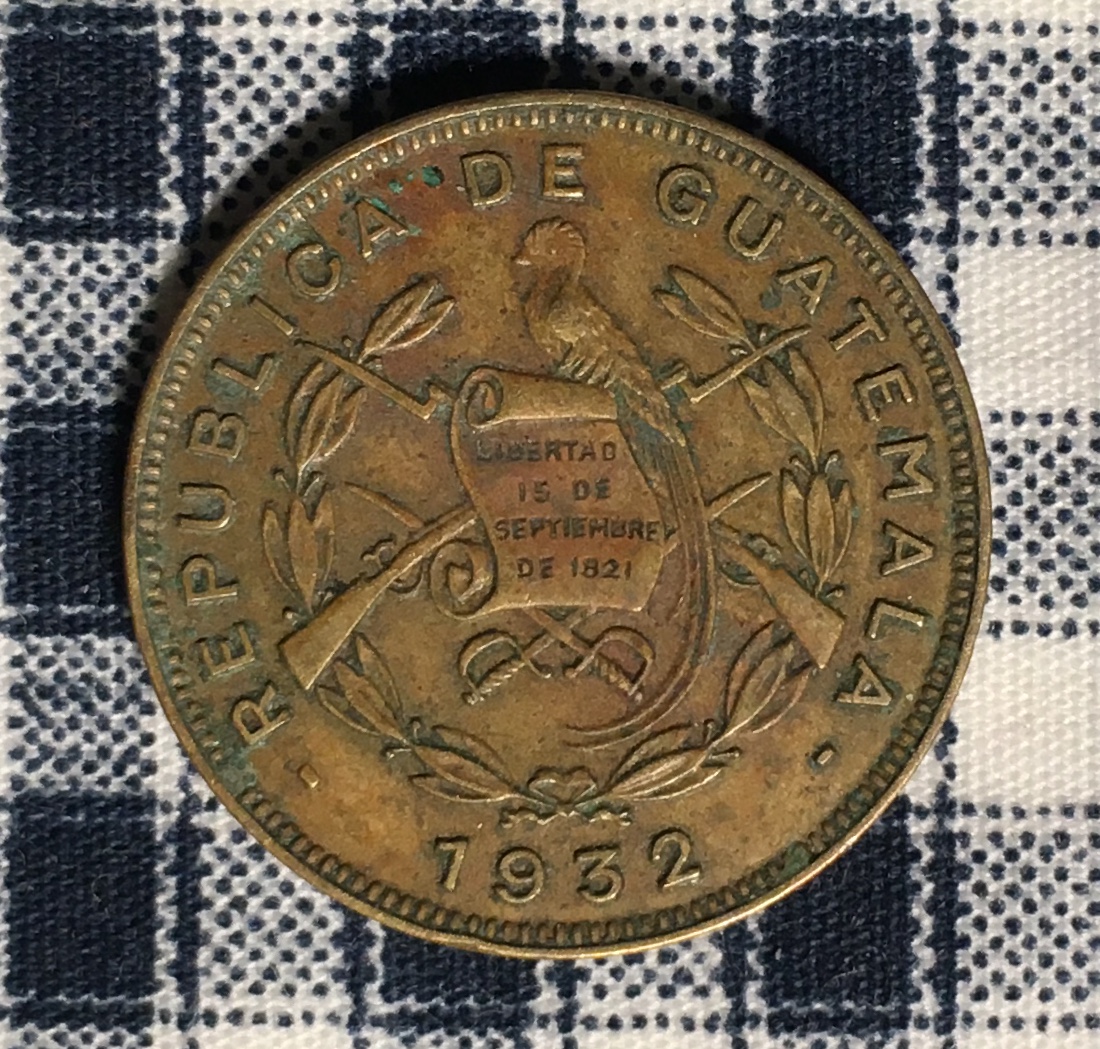 REPUBLICA DE GUATEMALA
LIBERTAD
15 DE
SEPTIEMBRE
DE 1821
1932